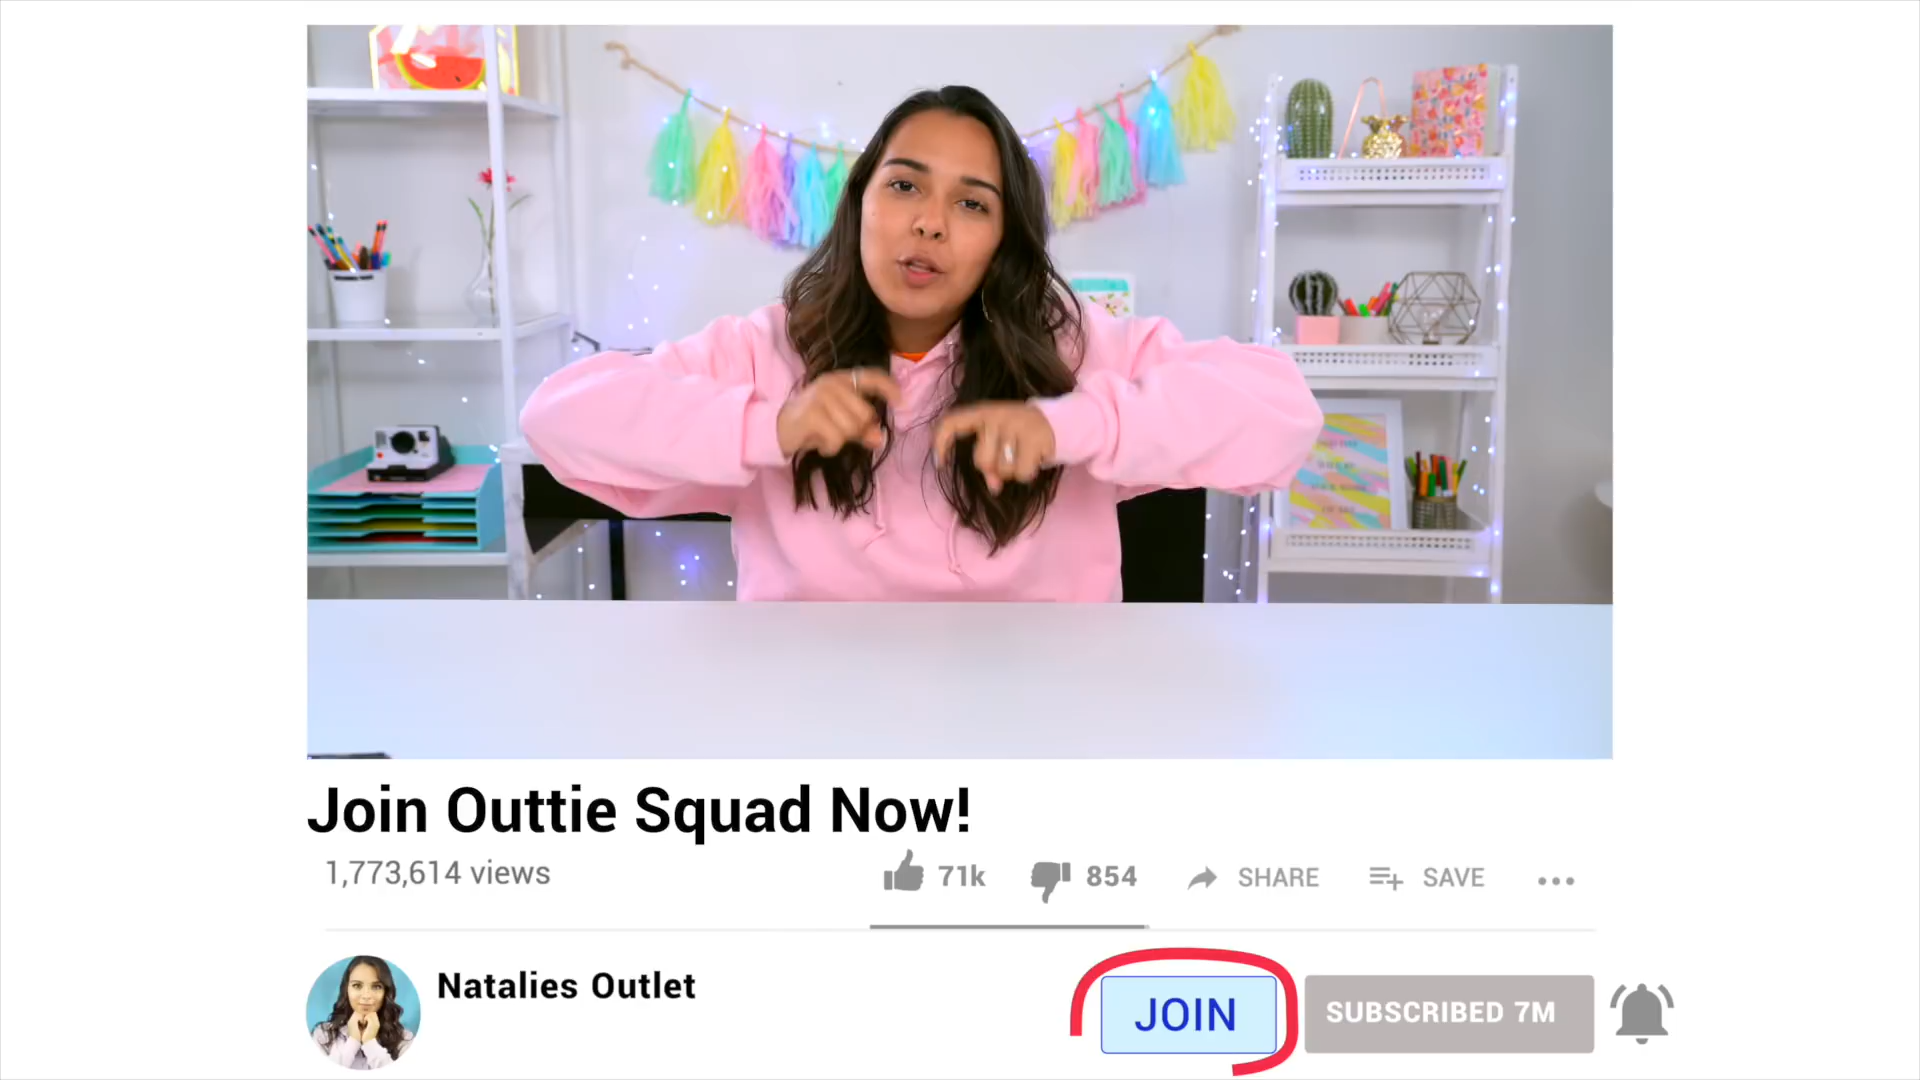 Join Outtie Squad Now!
1,773,614 views
71k
854
SHARE
SAVE
Natalies Outlet
JOIN
SUBSCRIBED 7M